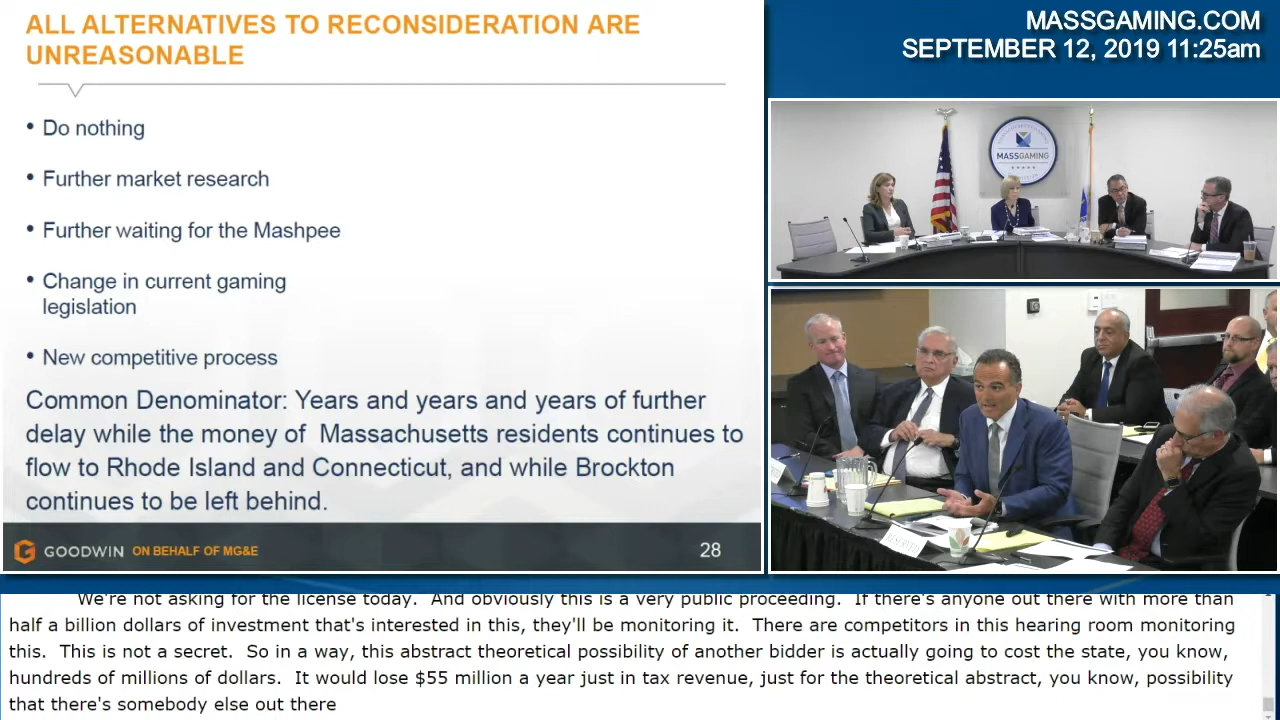 ALL ALTERNATIVES TO RECONSIDERATION ARE
UNREASONABLE
• Do nothing
• Further market research
• Further waiting for the Mashpee
• Change in current gaming
legislation
• New competitive process
Common Denominator: Years and years and years of further
delay while the money of Massachusetts residents continues to
flow to Rhode Island and Connecticut, and while Brockton
continues to be left behind.
GOODWIN ON BEHALF OF MG&E
28
MASSGAMING.COM
SEPTEMBER 12, 2019 11:25am
MASSGAMING
RESERVED
We're not asking for the license today. And obviously this is a very public proceeding. If there's anyone out there with more than
half a billion dollars of investment that's interested in this, they'll be monitoring it. There are competitors in this hearing room monitoring
this. This is not a secret. So in a way, this abstract theoretical possibility of another bidder is actually going to cost the state, you know,
hundreds of millions of dollars. It would lose $55 million a year just in tax revenue, just for the theoretical abstract, you know, possibility
that there's somebody else out there